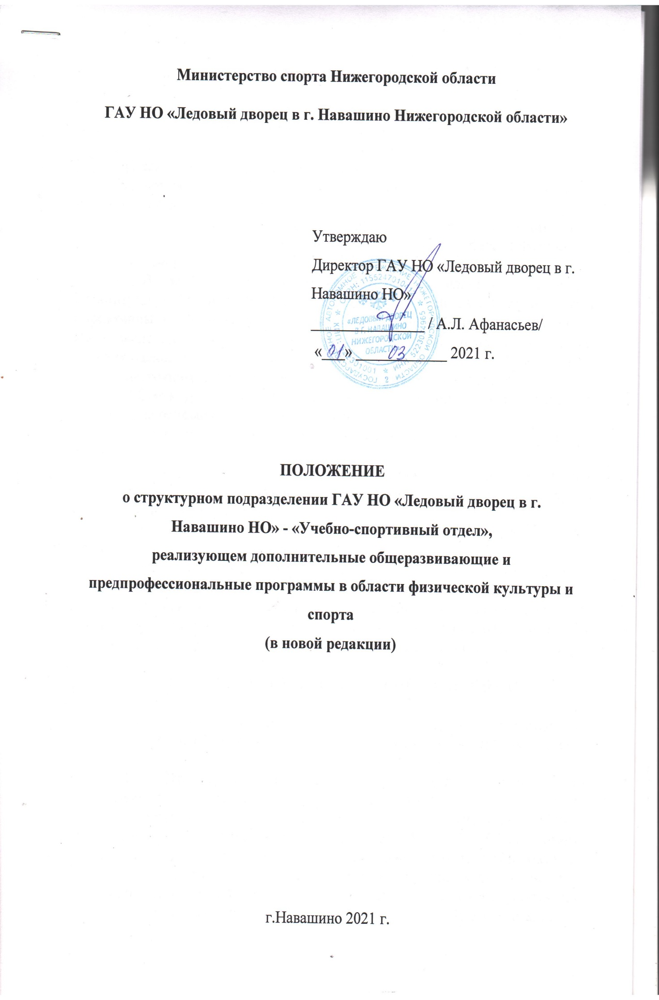 Министерство спорта Нижегородской области
ГАУ НО «Ледовый дворец в г. Навашино Нижегородской области»
Утверждаю
Директор ГАУ НО «Ледовый дворец в г.
Навашино НО»
/ А.Л. Афанасьев/
«01» 03 2021 г.
«ЛЕДОВЫЙ ДВОРЕЦ
В Г. НАВАШИНО
НИЖЕГОРОДСКОЙ
ОБЛАСТИ»
ПОЛОЖЕНИЕ
о структурном подразделении ГАУ НО «Ледовый дворец в г.
Навашино НО» - «Учебно-спортивный отдел»,
реализующем дополнительные общеразвивающие и
предпрофессиональные программы в области физической культуры и
спорта
(в новой редакции)
г.Навашино 2021 г.